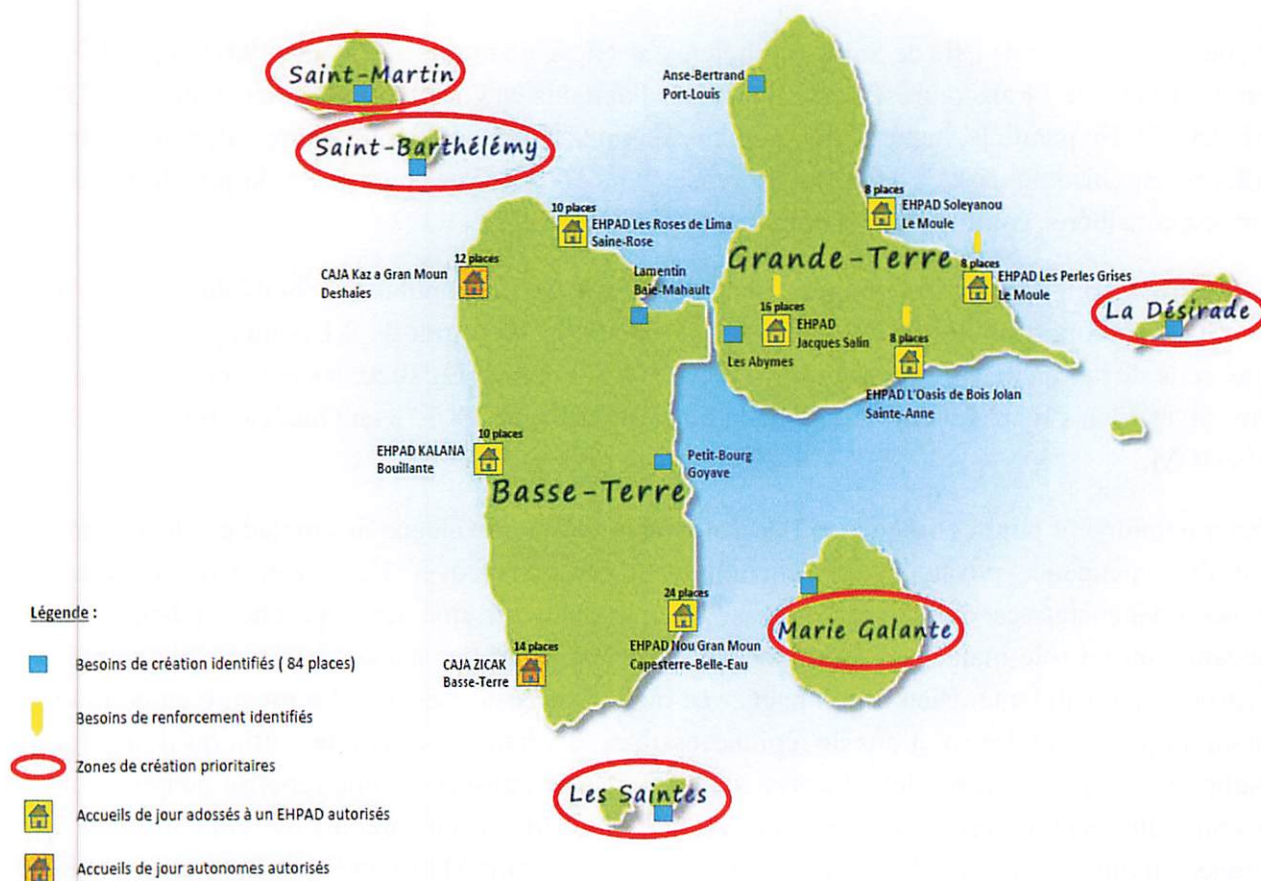 Saint-Martin
Saint-Barthélémy
Anse-Bertrand
Port-Louis
8 places
EHPAD Soleyanou
Le Moule
10 places
EHPAD Les Roses de Lima
Saine-Rose
Grande-Terre
12 places
CAJA Kaz a Gran Moun
Deshaies
Lamentin
Baie-Mahault
8 places
EHPAD Les Perles Grises
Le Moule
La Désirade
16 places
EHPAD
Jacques Salin
Les Abymes
8 places
EHPAD L'Oasis de Bois Jolan
Sainte-Anne
10 places
EHPAD KALANA
Bouillante
Petit-Bourg
Goyave
Basse-Terre
24 places
EHPAD Nou Gran Moun
Capesterre-Belle-Eau
Marie Galante
14 places
CAJA ZICAK
Basse-Terre
Les Saintes
Légende :
Besoins de création identifiés ( 84 places)
Besoins de renforcement identifiés
Zones de création prioritaires
Accueils de jour adossés à un EHPAD autorisés
Accueils de jour autonomes autorisés